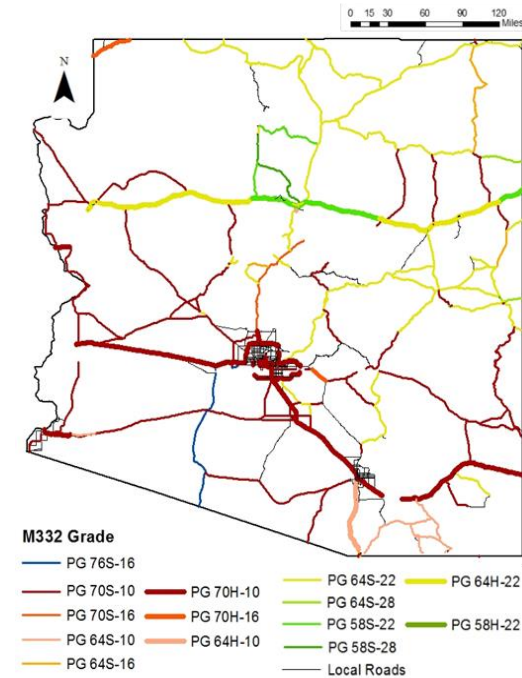 0 15 30 60 90 120
Miles
N
M332 Grade
PG 76S-16
PG 70S-10
PG 70S-16
PG 64S-10
PG 64S-16
PG 70H-10
PG 70H-16
PG 64H-10
PG 64S-22
PG 64S-28
PG 58S-22
PG 58S-28
Local Roads
PG 64H-22
PG 58H-22